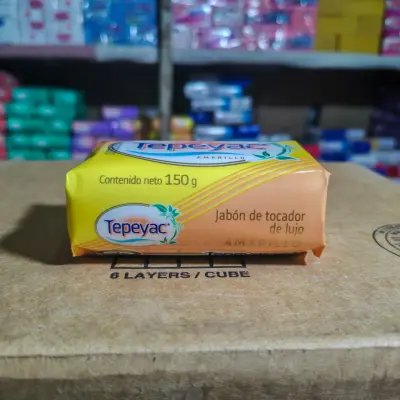 Tepeyac
AMARILLO
Contenido neto 150 g
Tepeyac
Jabón de tocador
de lujo
AMARILLO
6 LAYERS / CUBE